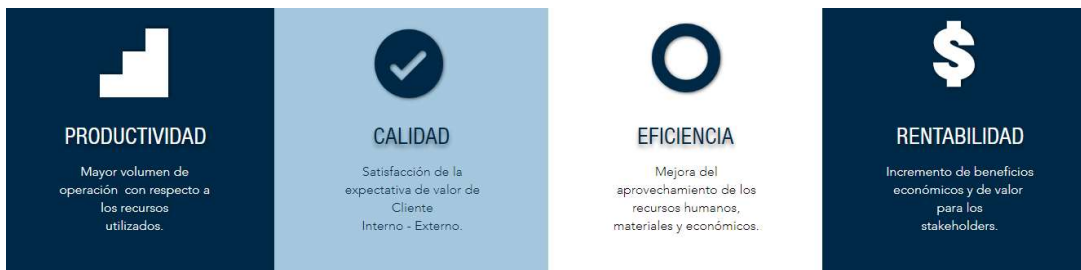 PRODUCTIVIDAD
Mayor volumen de
operación con respecto a
los recursos
utilizados.
CALIDAD
Satisfacción de la
expectativa de valor de
Cliente
Interno - Externo.
EFICIENCIA
Mejora del
aprovechamiento de los
recursos humanos,
materiales y económicos.
$
RENTABILIDAD
Incremento de beneficios
económicos y de valor
para los
stakeholders.